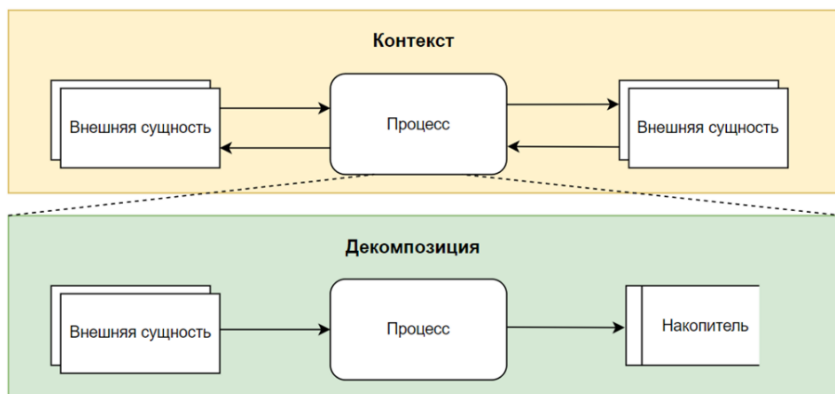 Контекст
Внешняя сущность
Процесс
Внешняя сущность
Декомпозиция
Внешняя сущность
Процесс
Накопитель